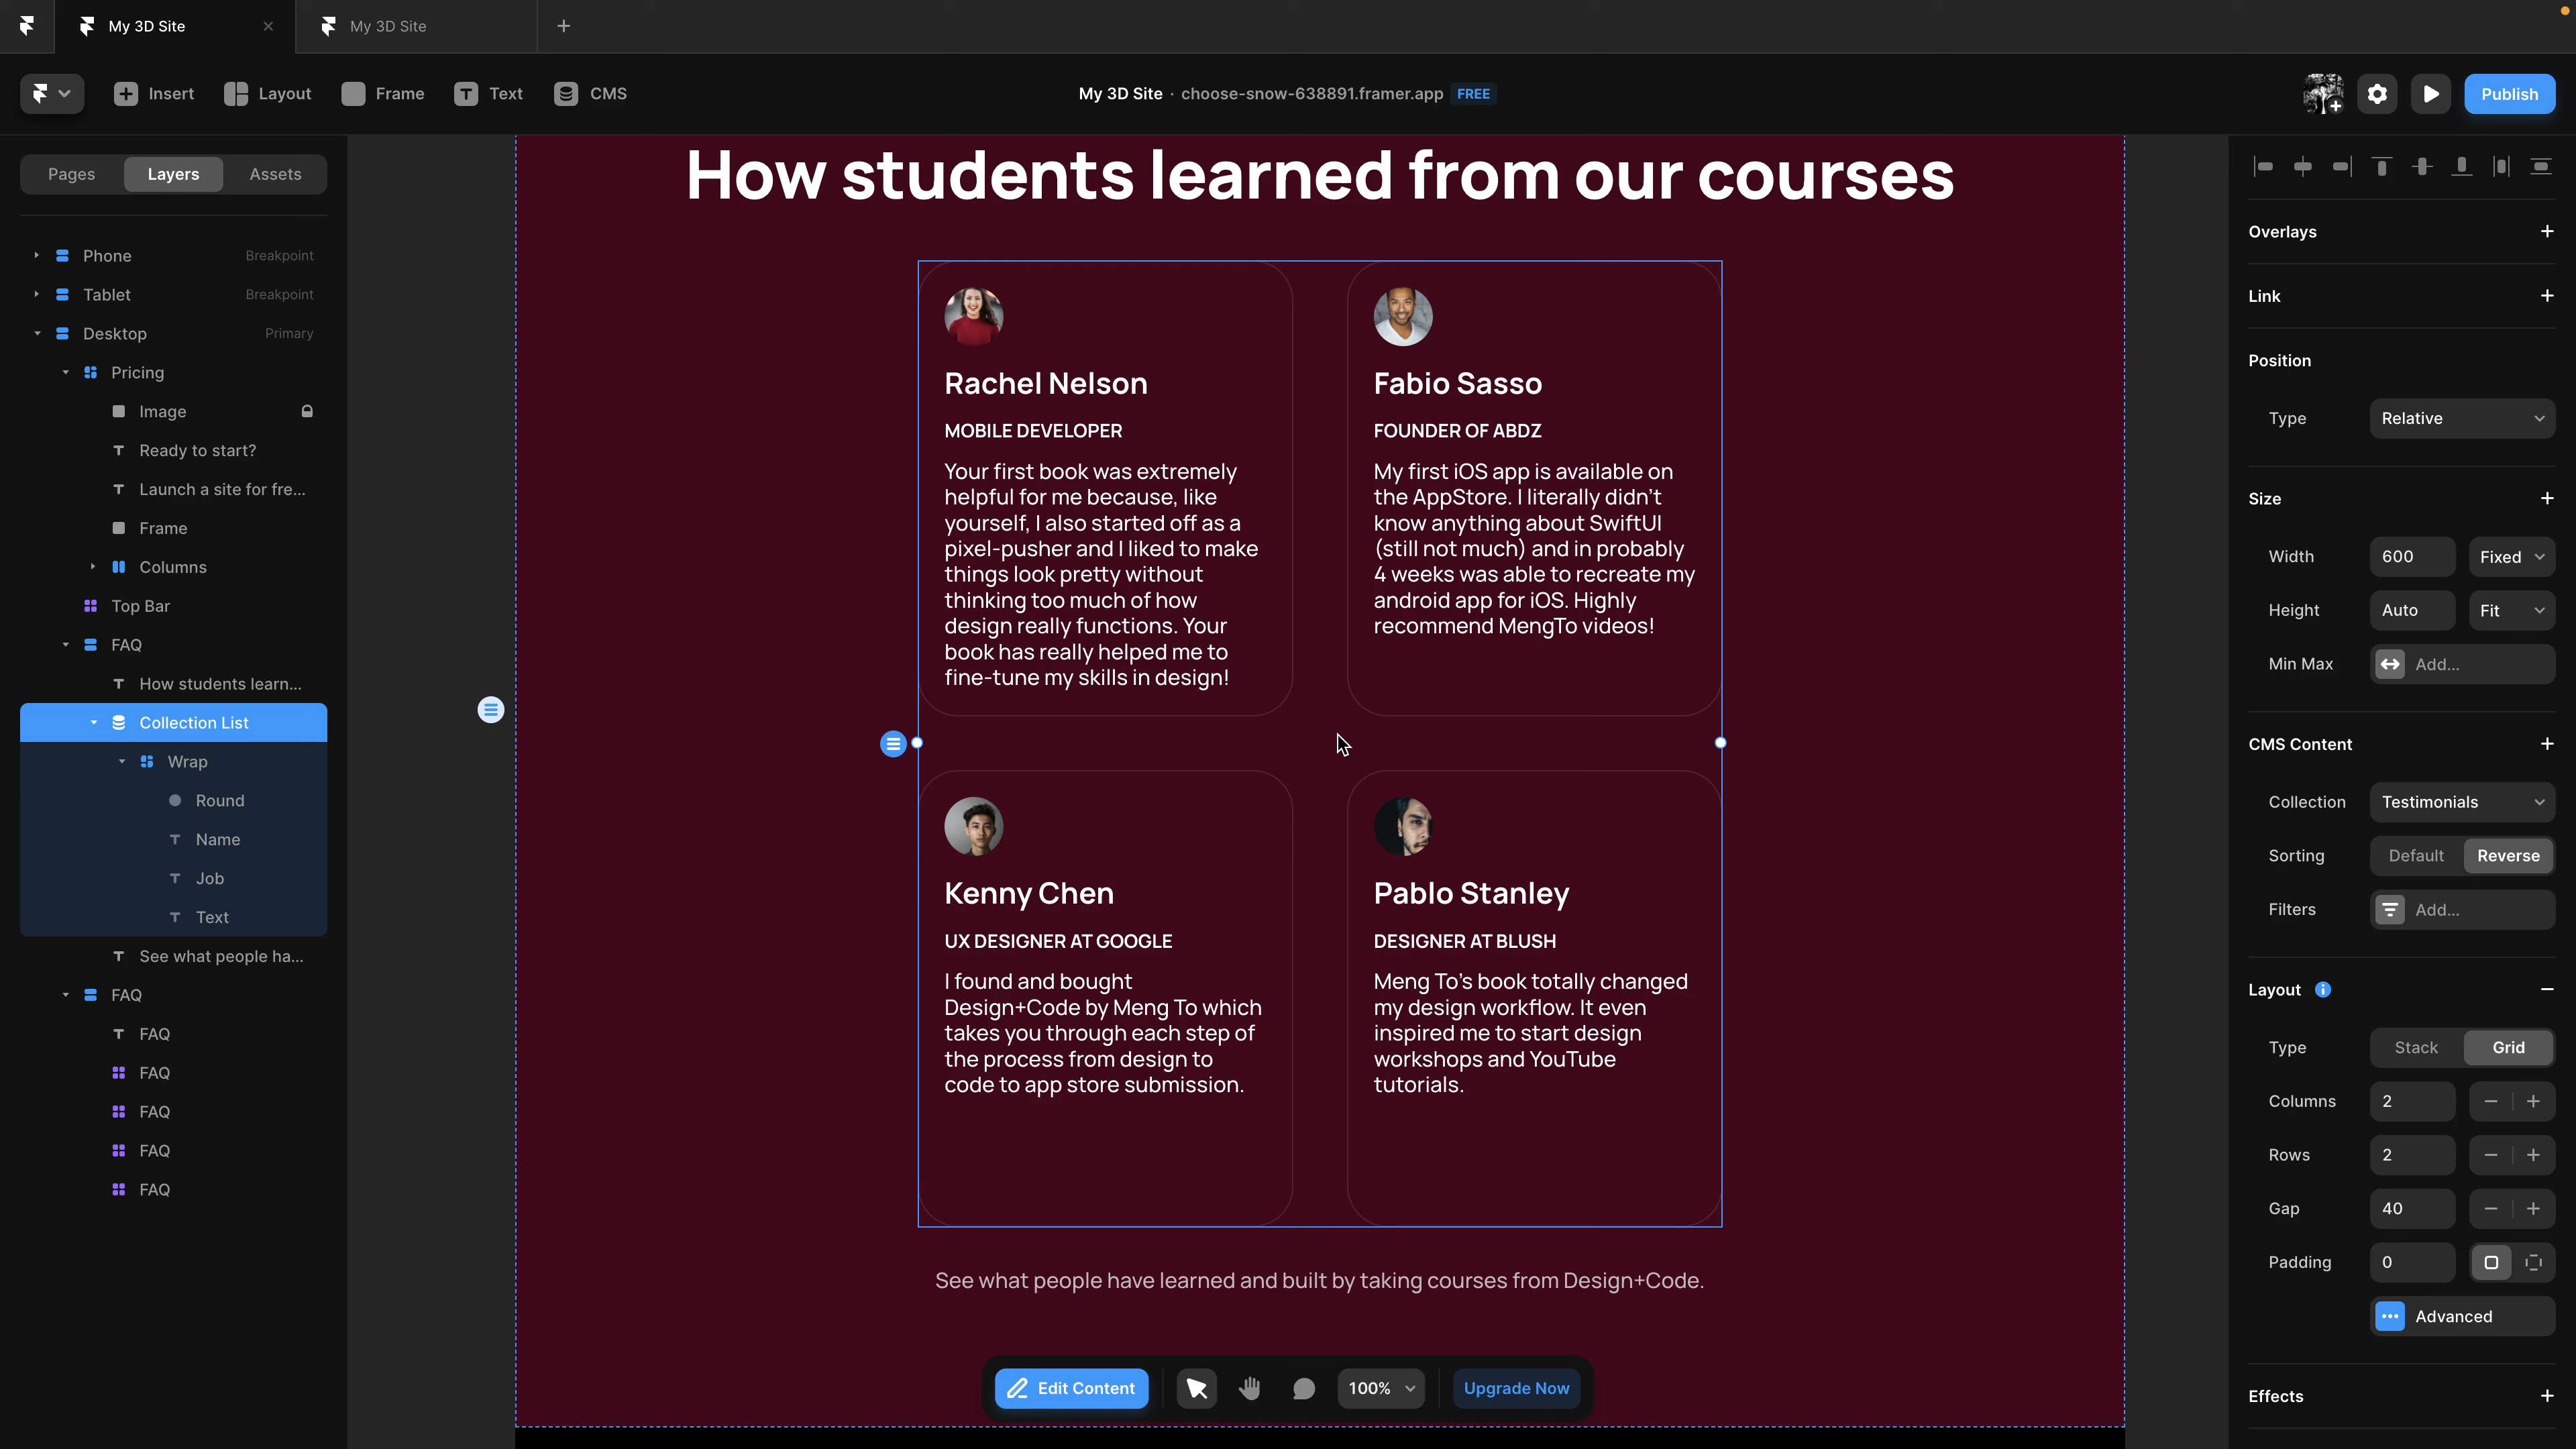 My 3D Site
My 3D Site
Insert
Layout
Frame
Text
CMS
My 3D Site · choose-snow-638891.framer.app FREE
Publish
Pages
Layers
Assets
Phone Breakpoint
Tablet Breakpoint
Desktop Primary
Pricing
Image
Ready to start?
Launch a site for fre...
Frame
Columns
Top Bar
FAQ
How students learn...
Collection List
Wrap
Round
Name
Job
Text
See what people ha...
FAQ
FAQ
FAQ
FAQ
FAQ
FAQ
How students learned from our courses
Rachel Nelson
MOBILE DEVELOPER
Your first book was extremely
helpful for me because, like
yourself, I also started off as a
pixel-pusher and I liked to make
things look pretty without
thinking too much of how
design really functions. Your
book has really helped me to
fine-tune my skills in design!
Fabio Sasso
FOUNDER OF ABDZ
My first iOS app is available on
the AppStore. I literally didn't
know anything about SwiftUI
(still not much) and in probably
4 weeks was able to recreate my
android app for iOS. Highly
recommend MengTo videos!
Kenny Chen
UX DESIGNER AT GOOGLE
I found and bought
Design+Code by Meng To which
takes you through each step of
the process from design to
code to app store submission.
Pablo Stanley
DESIGNER AT BLUSH
Meng To's book totally changed
my design workflow. It even
inspired me to start design
workshops and YouTube
tutorials.
See what people have learned and built by taking courses from Design+Code.
Edit Content
100%
Upgrade Now
Overlays
Link
Position
Type Relative
Size
Width 600 Fixed
Height Auto Fit
Min Max Add...
CMS Content
Collection Testimonials
Sorting Default Reverse
Filters Add...
Layout
Type Stack Grid
Columns 2
Rows 2
Gap 40
Padding 0
Advanced
Effects